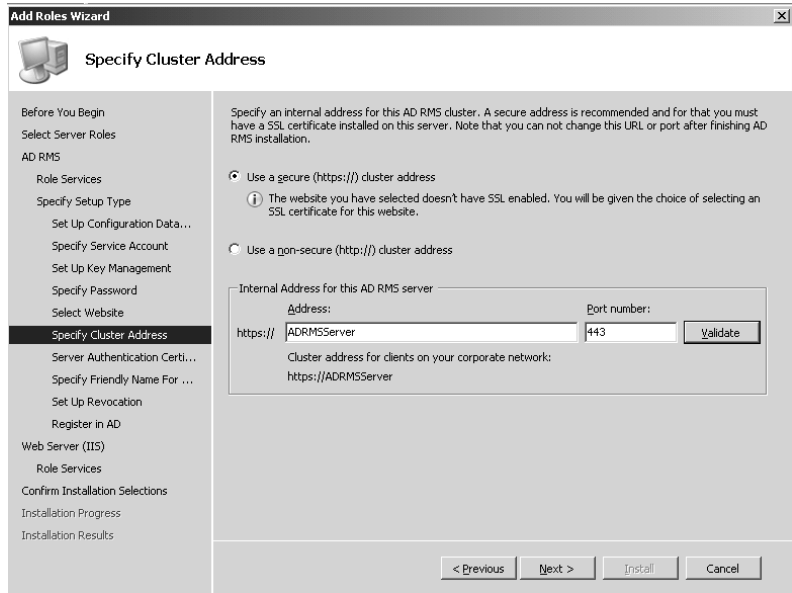 Add Roles Wizard
Specify Cluster Address
Before You Begin
Select Server Roles
AD RMS
Role Services
Specify Setup Type
Set Up Configuration Data...
Specify Service Account
Set Up Key Management
Specify Password
Select Website
Specify Cluster Address
Server Authentication Certi...
Specify Friendly Name For ...
Set Up Revocation
Register in AD
Web Server (IIS)
Role Services
Confirm Installation Selections
Installation Progress
Installation Results
Specify an internal address for this AD RMS cluster. A secure address is recommended and for that you must
have a SSL certificate installed on this server. Note that you can not change this URL or port after finishing AD
RMS installation.
Use a secure (https://) cluster address
The website you have selected doesn't have SSL enabled. You will be given the choice of selecting an
SSL certificate for this website.
Use a non-secure (http://) cluster address
Internal Address for this AD RMS server
Address: Port number:
https:// ADRMSServer 443 Validate
Cluster address for clients on your corporate network:
https://ADRMSServer
< Previous Next > Install Cancel